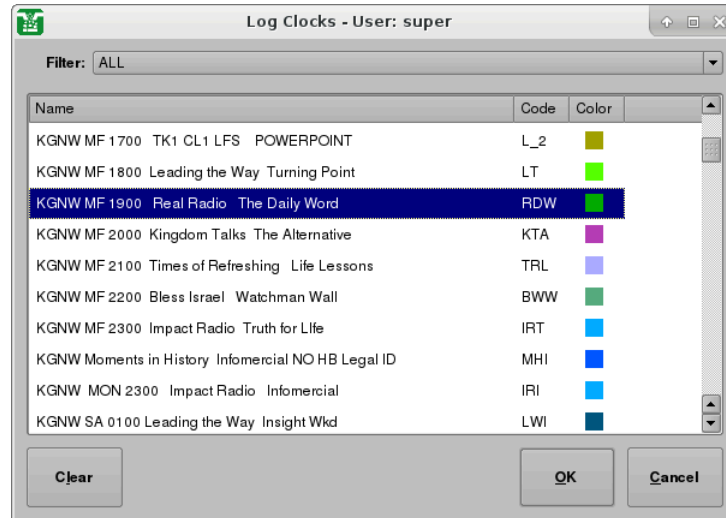 Log Clocks - User: super
Filter: ALL
Name Code Color
KGNW MF 1700 TK1 CL1 LFS POWERPOINT L_2
KGNW MF 1800 Leading the Way Turning Point LT
KGNW MF 1900 Real Radio The Daily Word RDW
KGNW MF 2000 Kingdom Talks The Alternative KTA
KGNW MF 2100 Times of Refreshing Life Lessons TRL
KGNW MF 2200 Bless Israel Watchman Wall BWW
KGNW MF 2300 Impact Radio Truth for LIfe IRT
KGNW Moments in History Infomercial NO HB Legal ID MHI
KGNW MON 2300 Impact Radio Infomercial IRI
KGNW SA 0100 Leading the Way Insight Wkd LWI
Clear OK Cancel